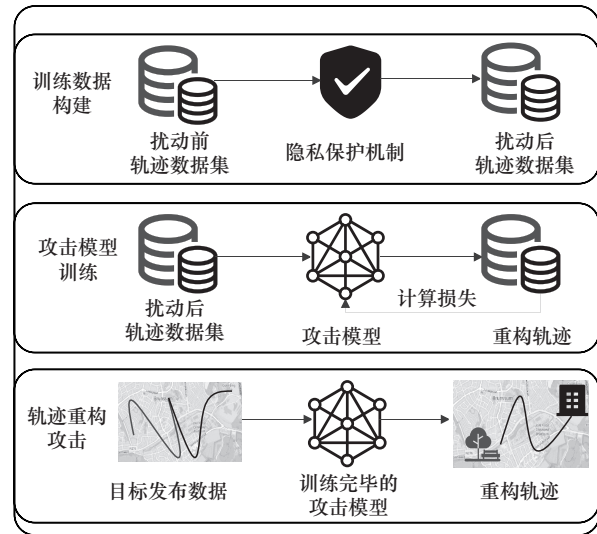 训练数据
构建
扰动前
轨迹数据集
隐私保护机制
扰动后
轨迹数据集
攻击模型
训练
扰动后
轨迹数据集
攻击模型
计算损失
重构轨迹
轨迹重构
攻击
目标发布数据
训练完毕的
攻击模型
重构轨迹